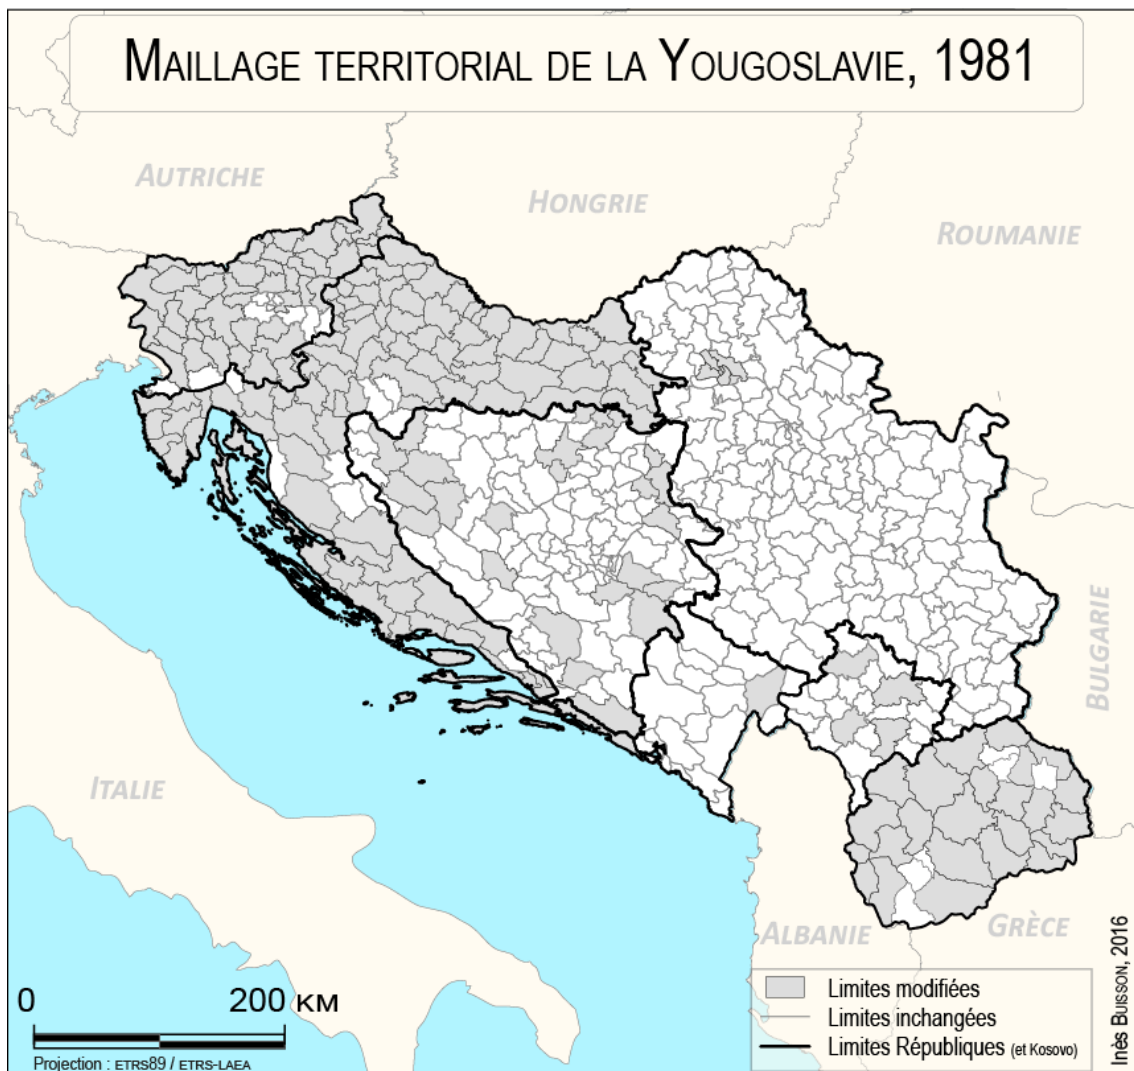 MAILLAGE TERRITORIAL DE LA YOUGOSLAVIE, 1981
AUTRICHE
HONGRIE
ROUMANIE
BULGARIE
ITALIE
ALBANIE
GRÈCE
0 200 KM
Projection : ETRS89 / ETRS-LAEA
Limites modifiées
Limites inchangées
Limites Républiques (et Kosovo)
Inès BUISSON, 2016